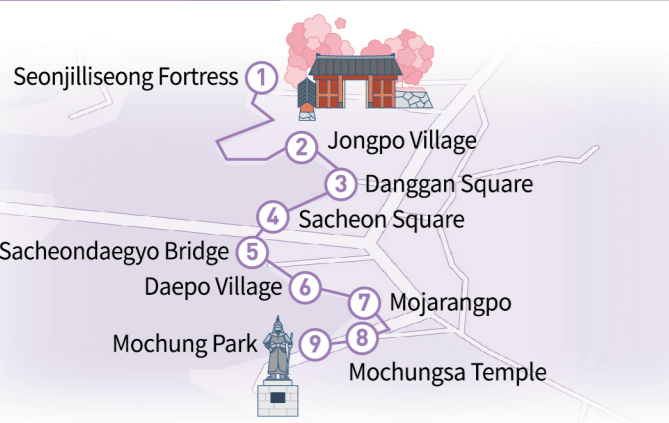 Seonjilliseong Fortress 1
2 Jongpo Village
3 Danggan Square
4 Sacheon Square
Sacheondaegyo Bridge 5
Daepo Village 6
7 Mojarangpo
Mochung Park 9
8
Mochungsa Temple